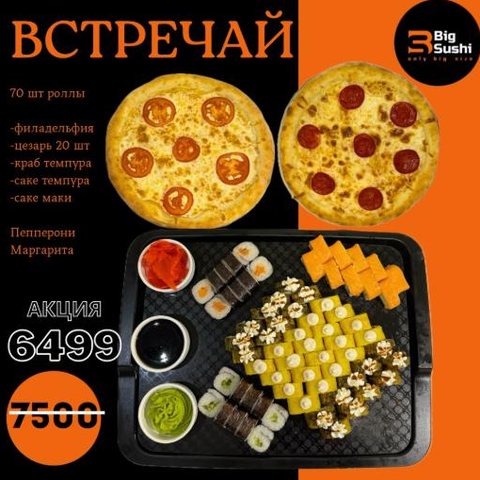 ВСТРЕЧАЙ
3 Big
Sushi
only big size
70 шт роллы
-филадельфия
-цезарь 20 шт
-краб темпура
-саке темпура
-саке маки
Пепперони
Маргарита
АКЦИЯ
6499
7500